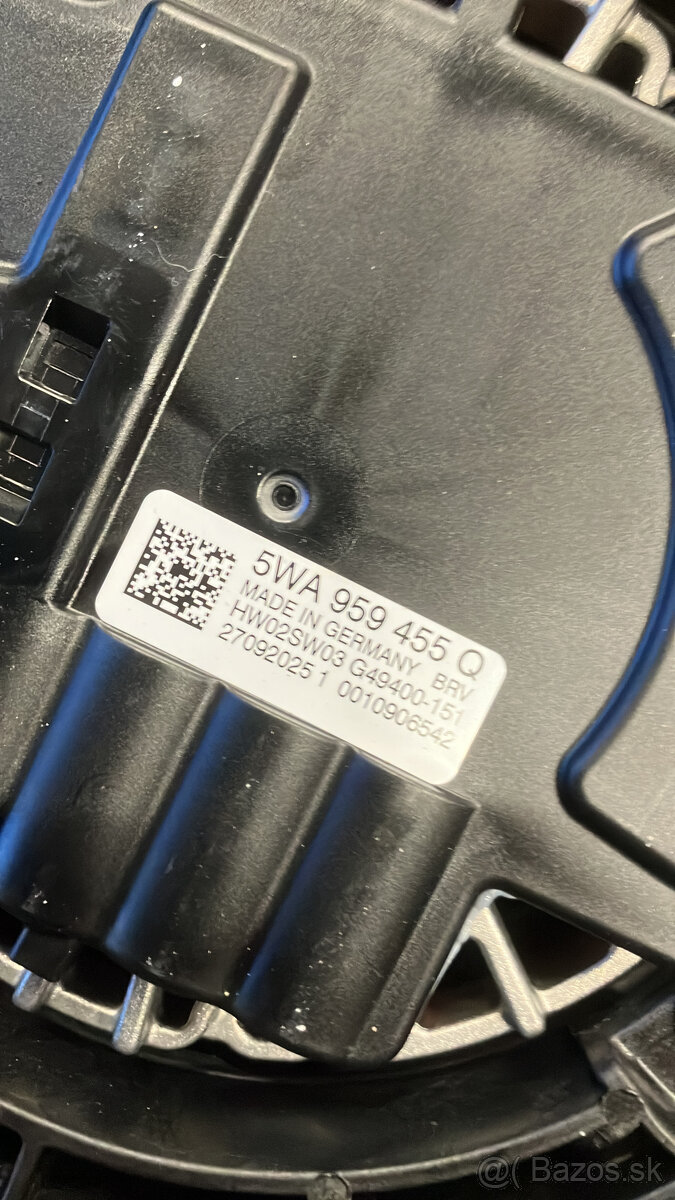 5WA 959 455 Q
MADE IN GERMANY BRV
HW02SW03 G49400-151
27092025 1 0010906542
@( Bazos.sk